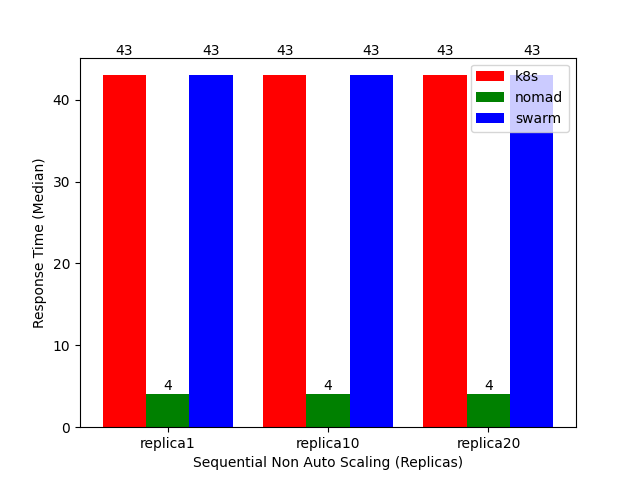 43 43 43 43 43 43
k8s
nomad
swarm
40
30
20
10
0
4 4 4
Response Time (Median)
replica1 replica10 replica20
Sequential Non Auto Scaling (Replicas)